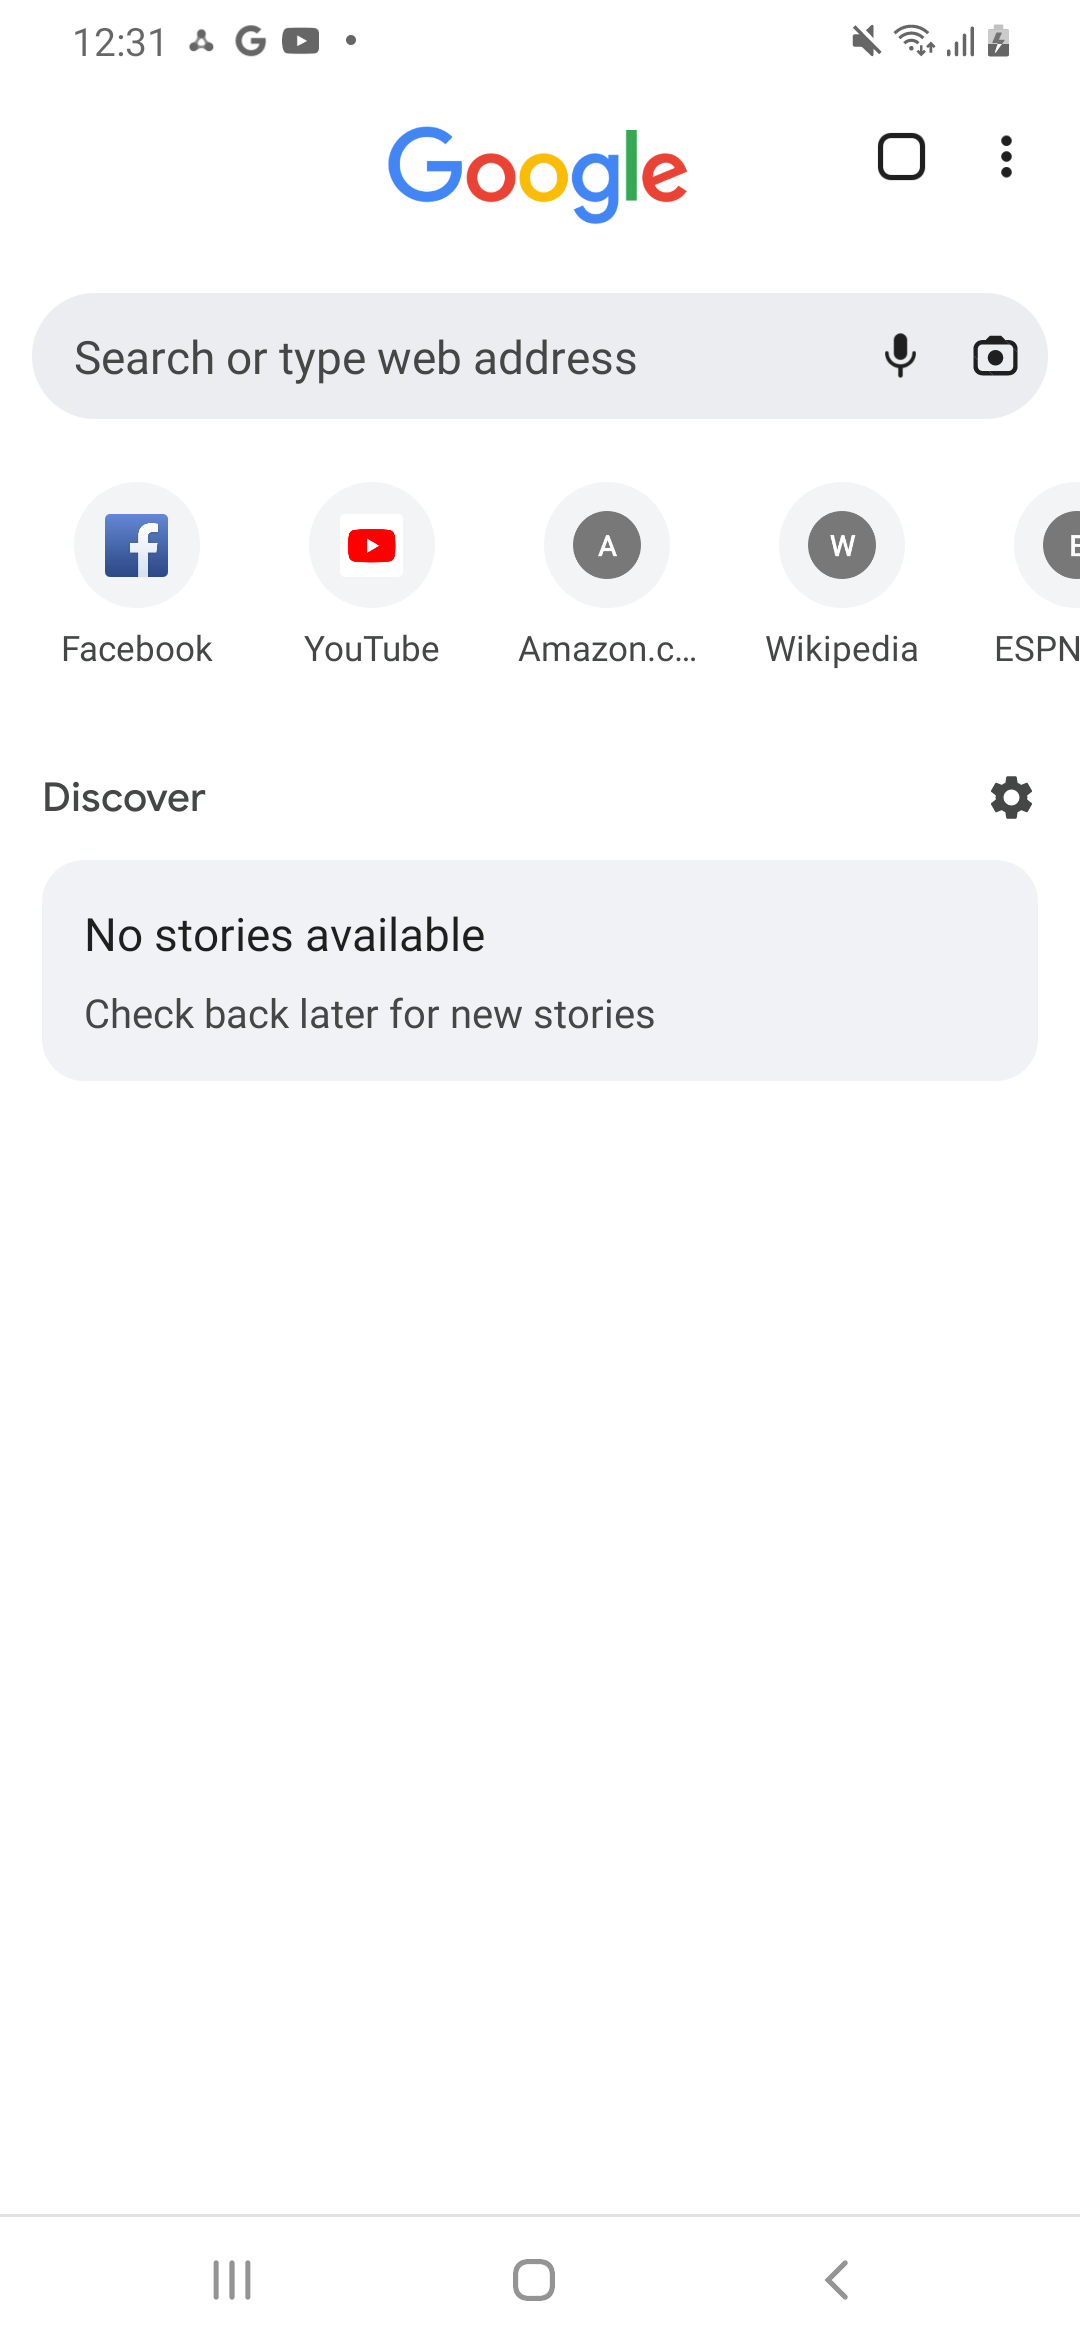 12:31
Google
Search or type web address
A
W
E
Facebook
YouTube
Amazon.c...
Wikipedia
ESPN
Discover
No stories available
Check back later for new stories